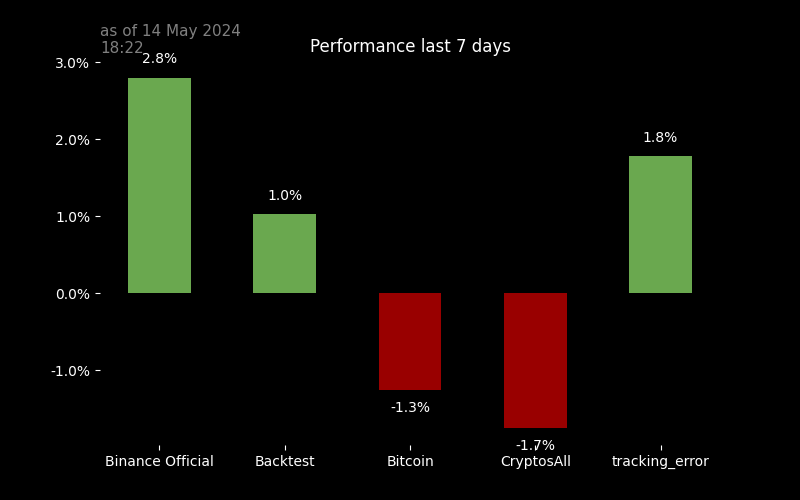 as of 14 May 2024
18:22
Performance last 7 days
3.0%
2.0%
1.0%
0.0%
-1.0%
2.8%
1.0%
-1.3%
-1.7%
1.8%
Binance Official
Backtest
Bitcoin
CryptosAll
tracking_error